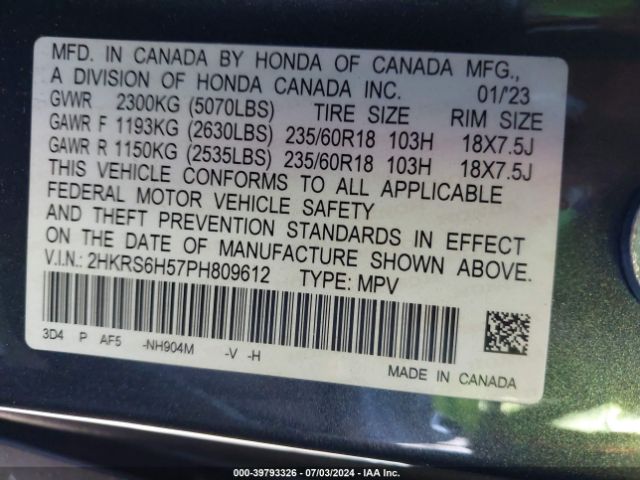 MFD. IN CANADA BY HONDA OF CANADA MFG.,
A DIVISION OF HONDA CANADA INC. 01/'23
GVWR 2300KG (5070LBS) TIRE SIZE RIM SIZE
GAWR F 1193KG (2630LBS) 235/60R18 103H 18X7.5J
GAWR R 1150KG (2535LBS) 235/60R18 103H 18X7.5J
THIS VEHICLE CONFORMS TO ALL APPLICABLE
FEDERAL MOTOR VEHICLE SAFETY
AND THEFT PREVENTION STANDARDS IN EFFECT
ON THE DATE OF MANUFACTURE SHOWN ABOVE.
V.I.N.: 2HKRS6H57PH809612 TYPE: MPV
3D4 P AF5 -NH904M -V -H
MADE IN CANADA
000-39793326 - 07/03/2024 - IAA Inc.